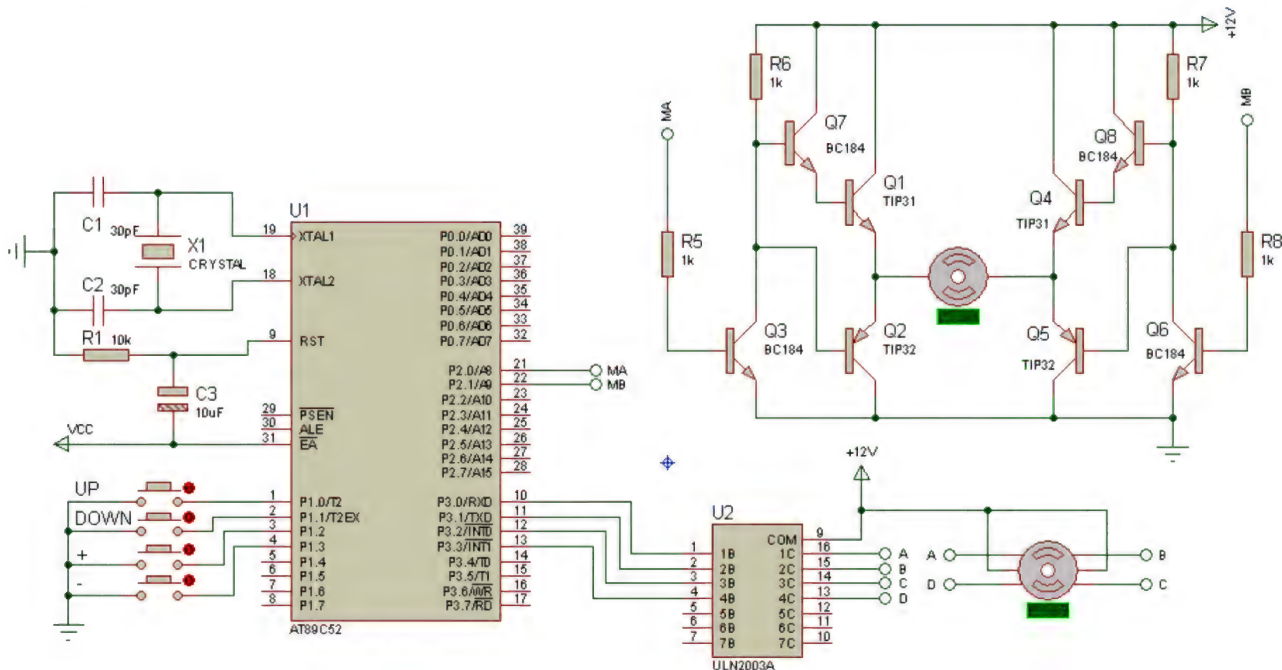 +12V
R6
1k
R7
1k
MA
MB
Q7
BC184
Q8
BC184
Q1
TIP31
Q4
TIP31
R5
1k
R8
1k
Q3
BC184
Q2
TIP32
Q5
TIP32
Q6
BC184
C1
30pF
X1
CRYSTAL
C2
30pF
R1
10k
C3
10uF
VCC
UP
DOWN
+
-
U1
19 XTAL1
18 XTAL2
9 RST
29 PSEN
30 ALE
31 EA
1 P1.0/T2
2 P1.1/T2EX
3 P1.2
4 P1.3
5 P1.4
6 P1.5
7 P1.6
8 P1.7
P0.0/AD0 39
P0.1/AD1 38
P0.2/AD2 37
P0.3/AD3 36
P0.4/AD4 35
P0.5/AD5 34
P0.6/AD6 33
P0.7/AD7 32
P2.0/A8 21 MA
P2.1/A9 22 MB
P2.2/A10 23
P2.3/A11 24
P2.4/A12 25
P2.5/A13 26
P2.6/A14 27
P2.7/A15 28
P3.0/RXD 10
P3.1/TXD 11
P3.2/INT0 12
P3.3/INT1 13
P3.4/T0 14
P3.5/T1 15
P3.6/WR 16
P3.7/RD 17
AT89C52
+12V
U2
COM 9
1 1B 1C 16 A
2 2B 2C 15 B
3 3B 3C 14 C
4 4B 4C 13 D
5 5B 5C 12
6 6B 6C 11
7 7B 7C 10
ULN2003A
A
B
D
C